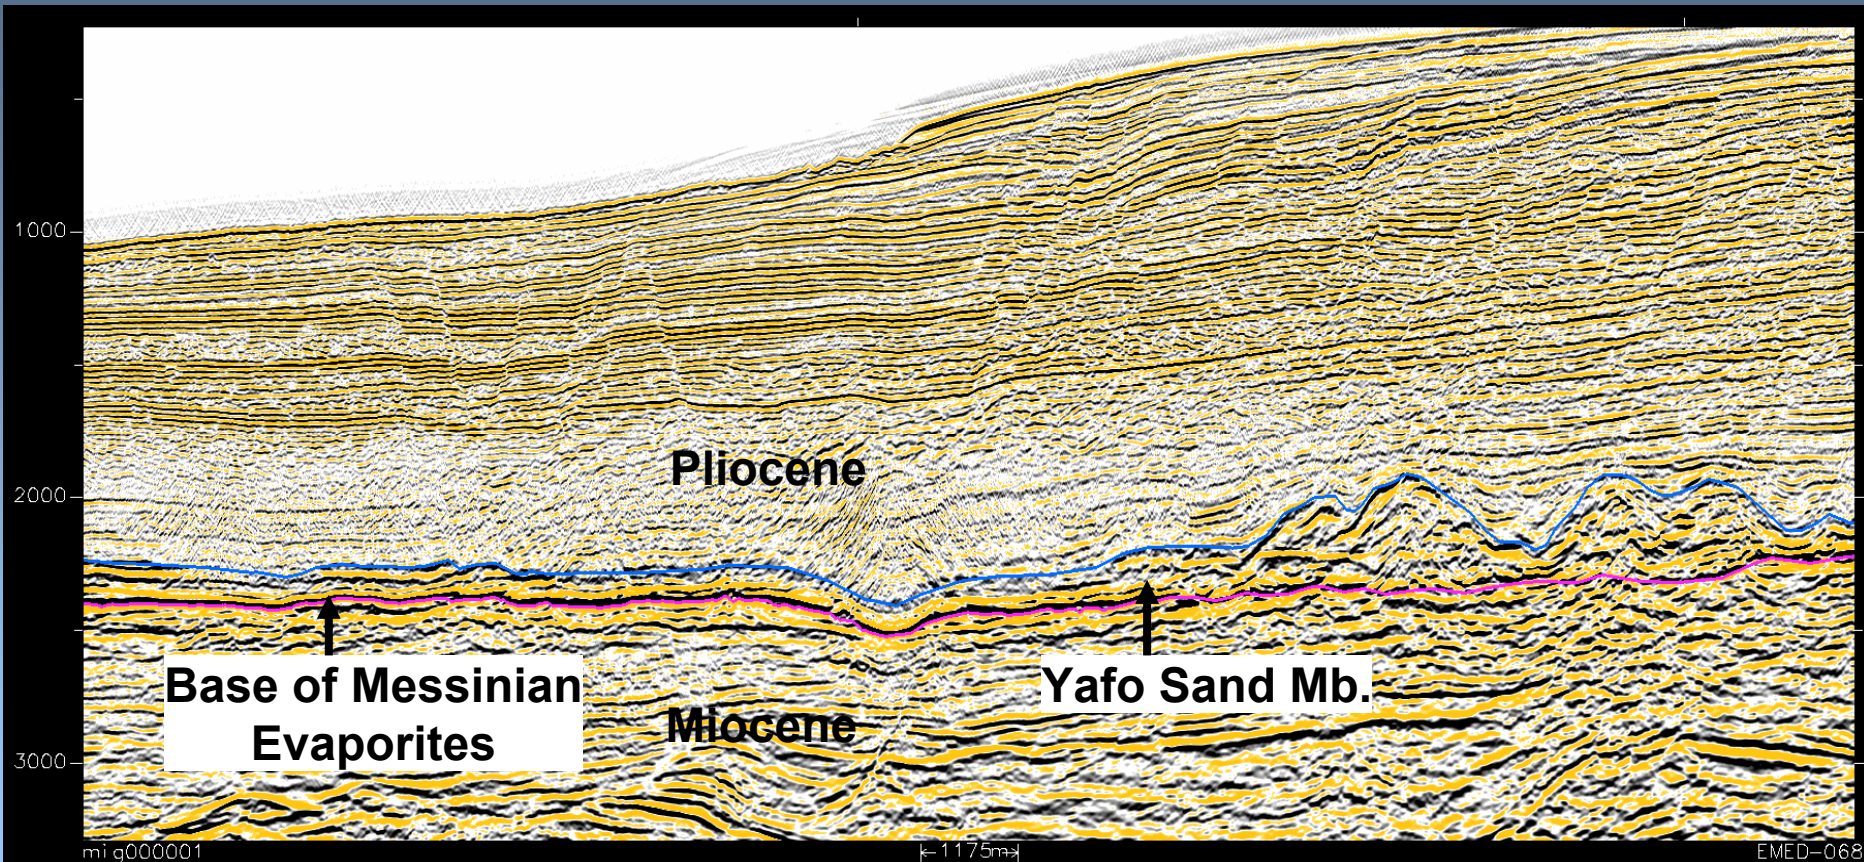 1000
Pliocene
2000
Base of Messinian
Evaporites
Yafo Sand Mb.
Miocene
3000
mig000001
1175m
EMED-068